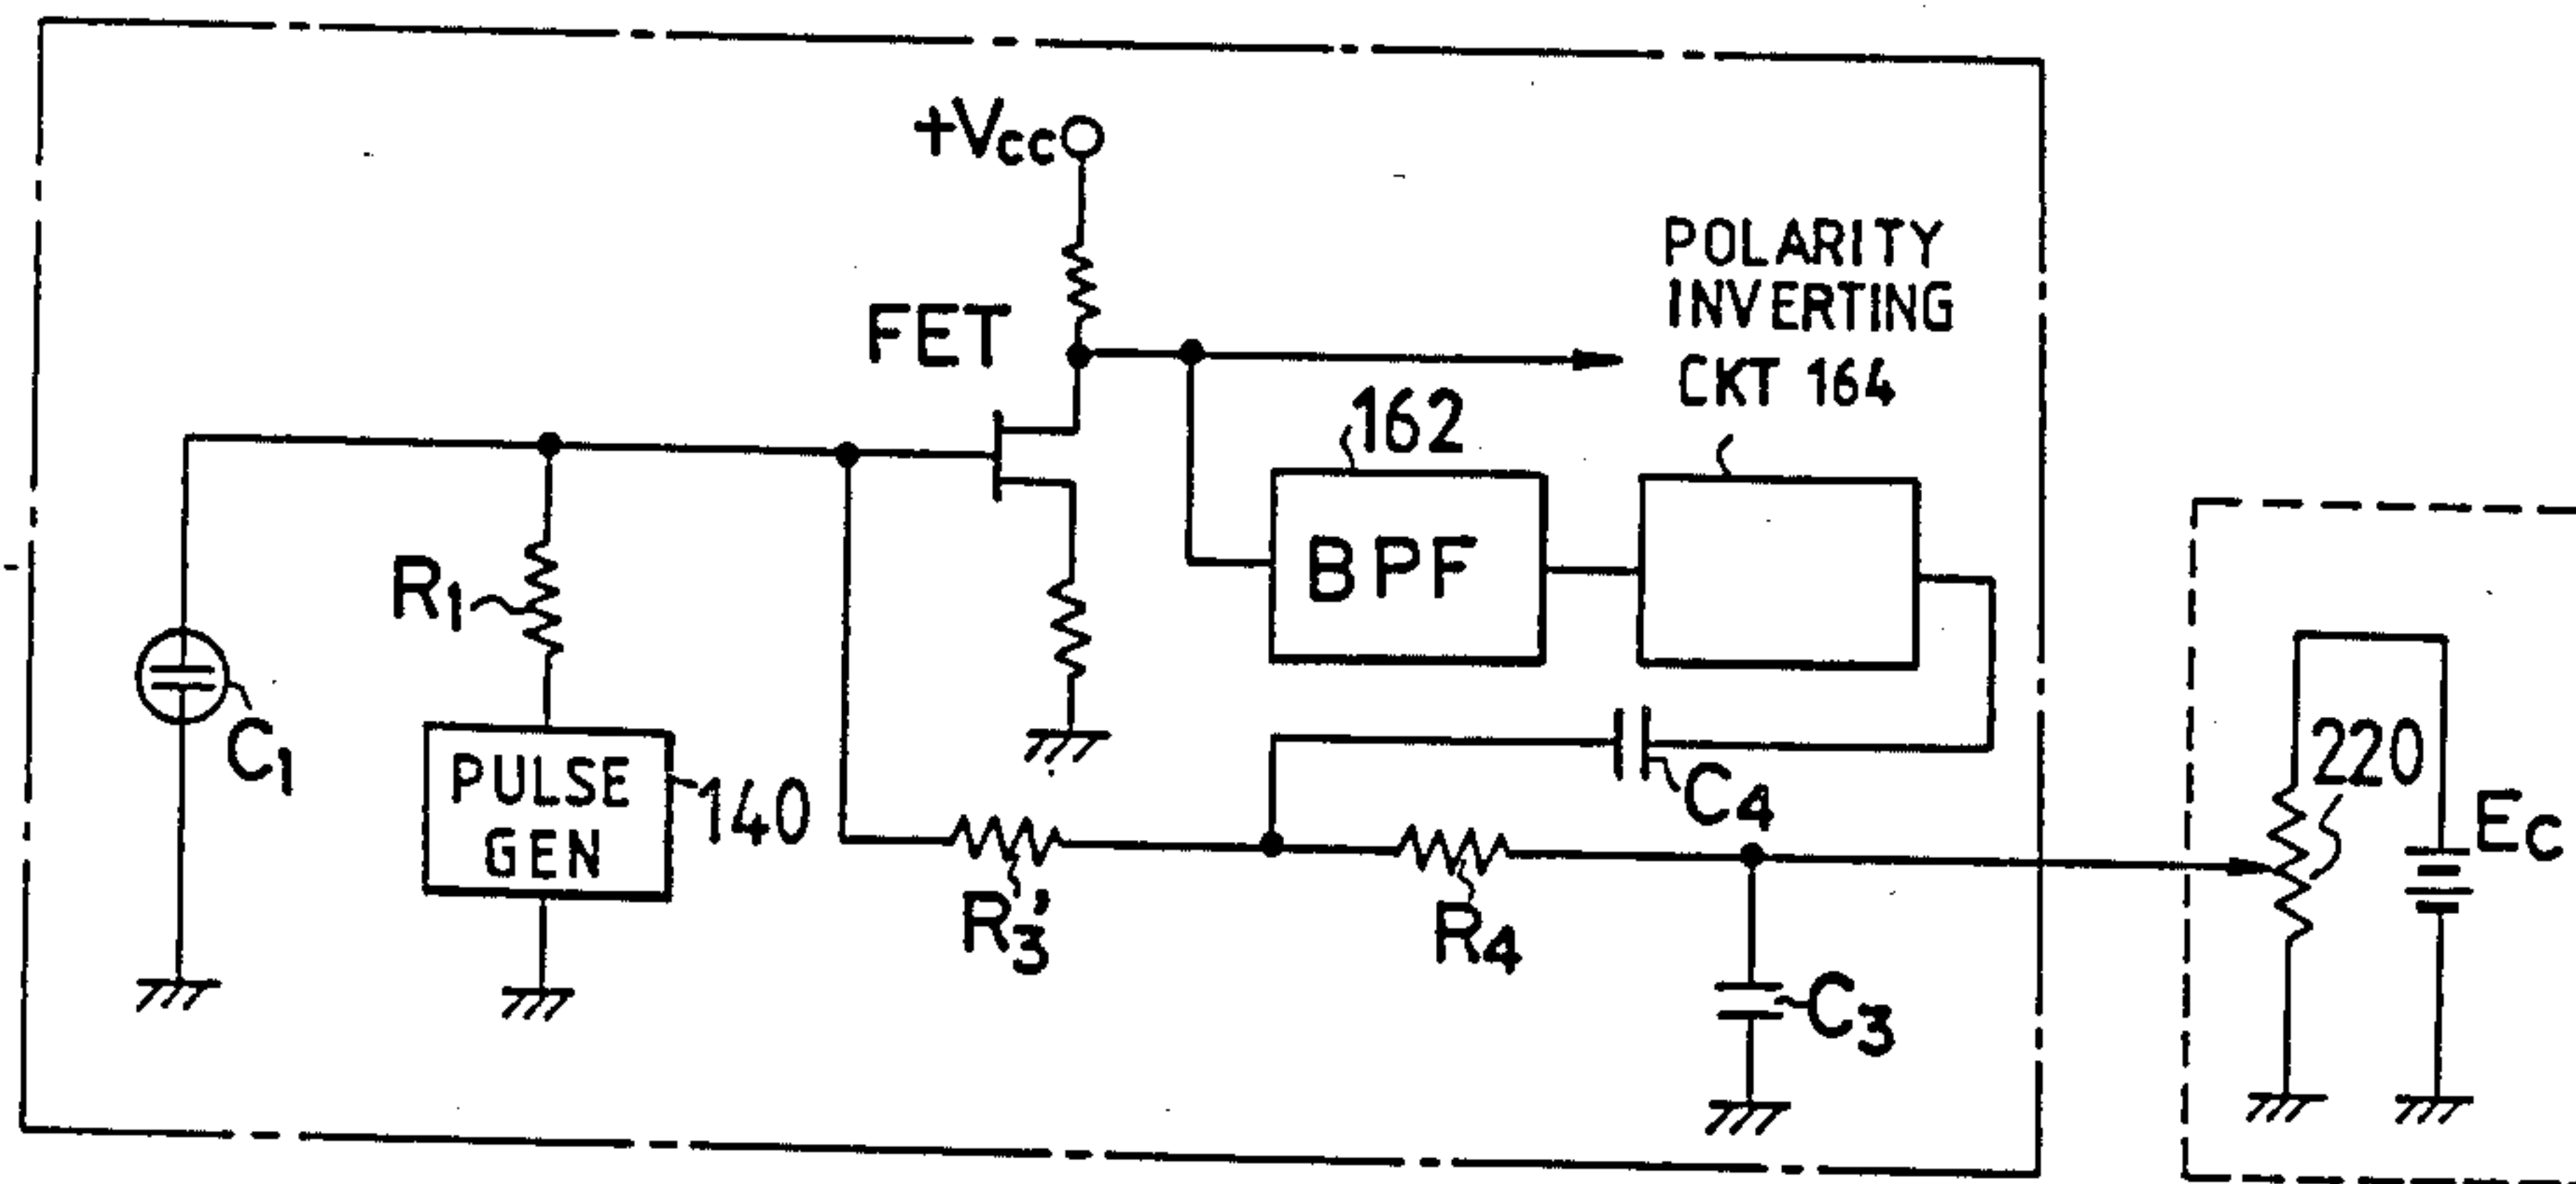 +Vcc
POLARITY
INVERTING
CKT 164
FET
162
BPF
R1
C1
PULSE
GEN
140
C4
220
Ec
R3'
R4
C3